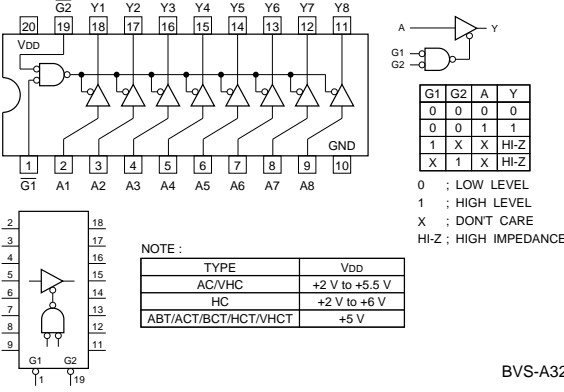 G2 Y1 Y2 Y3 Y4 Y5 Y6 Y7 Y8
20 19 18 17 16 15 14 13 12 11
VDD
GND
1 2 3 4 5 6 7 8 9 10
G1 A1 A2 A3 A4 A5 A6 A7 A8
A Y
G1
G2
G1 G2 A Y
0 0 0 0
0 0 1 1
1 X X HI-Z
X 1 X HI-Z
0 ; LOW LEVEL
1 ; HIGH LEVEL
X ; DON'T CARE
HI-Z ; HIGH IMPEDANCE
2 18
3 17
4 16
5 15
6 14
7 13
8 12
9 11
G1 G2
1 19
NOTE :
TYPE VDD
AC/VHC +2 V to +5.5 V
HC +2 V to +6 V
ABT/ACT/BCT/HCT/VHCT +5 V
BVS-A32